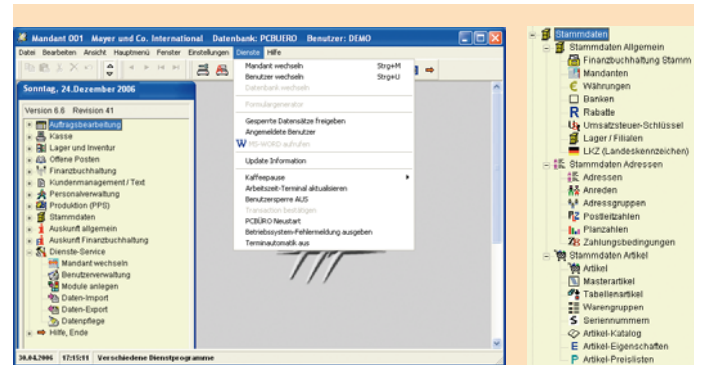 Mandant 001 Mayer und Co. International Datenbank: PCBUERO Benutzer: DEMO
Datei Bearbeiten Ansicht Hauptmenü Fenster Einstellungen Dienste Hilfe
Sonntag, 24.Dezember 2006
Version 6.6 Revision 41
Auftragsbearbeitung
Kasse
Lager und Inventur
Offene Posten
Finanzbuchhaltung
Kundenmanagement / Text
Personalverwaltung
Produktion (PPS)
Stammdaten
Auskunft allgemein
Auskunft Finanzbuchhaltung
Dienste-Service
Mandant wechseln
Benutzerverwaltung
Module anlegen
Daten-Import
Daten-Export
Datenpflege
Hilfe, Ende
Mandant wechseln Strg+M
Benutzer wechseln Strg+U
Datenbank wechseln
Formulargenerator
Gesperrte Datensätze freigeben
Angemeldete Benutzer
MS-WORD aufrufen
Update Information
Kaffeepause
Arbeitszeit-Terminal aktualisieren
Benutzersperre AUS
Transaction bestätigen
PCBÜRO Neustart
Betriebssystem-Fehlermeldung ausgeben
Terminautomatik aus
30.04.2006 17:15:11 Verschiedene Dienstprogramme
Stammdaten
Stammdaten Allgemein
Finanzbuchhaltung Stamm
Mandanten
Währungen
Banken
Rabatte
Umsatzsteuer-Schlüssel
Lager / Filialen
LKZ (Landeskennzeichen)
Stammdaten Adressen
Adressen
Anreden
Adressgruppen
Postleitzahlen
Planzahlen
Zahlungsbedingungen
Stammdaten Artikel
Artikel
Masterartikel
Tabellenartikel
Warengruppen
Seriennummern
Artikel-Katalog
Artikel-Eigenschaften
Artikel-Preislisten